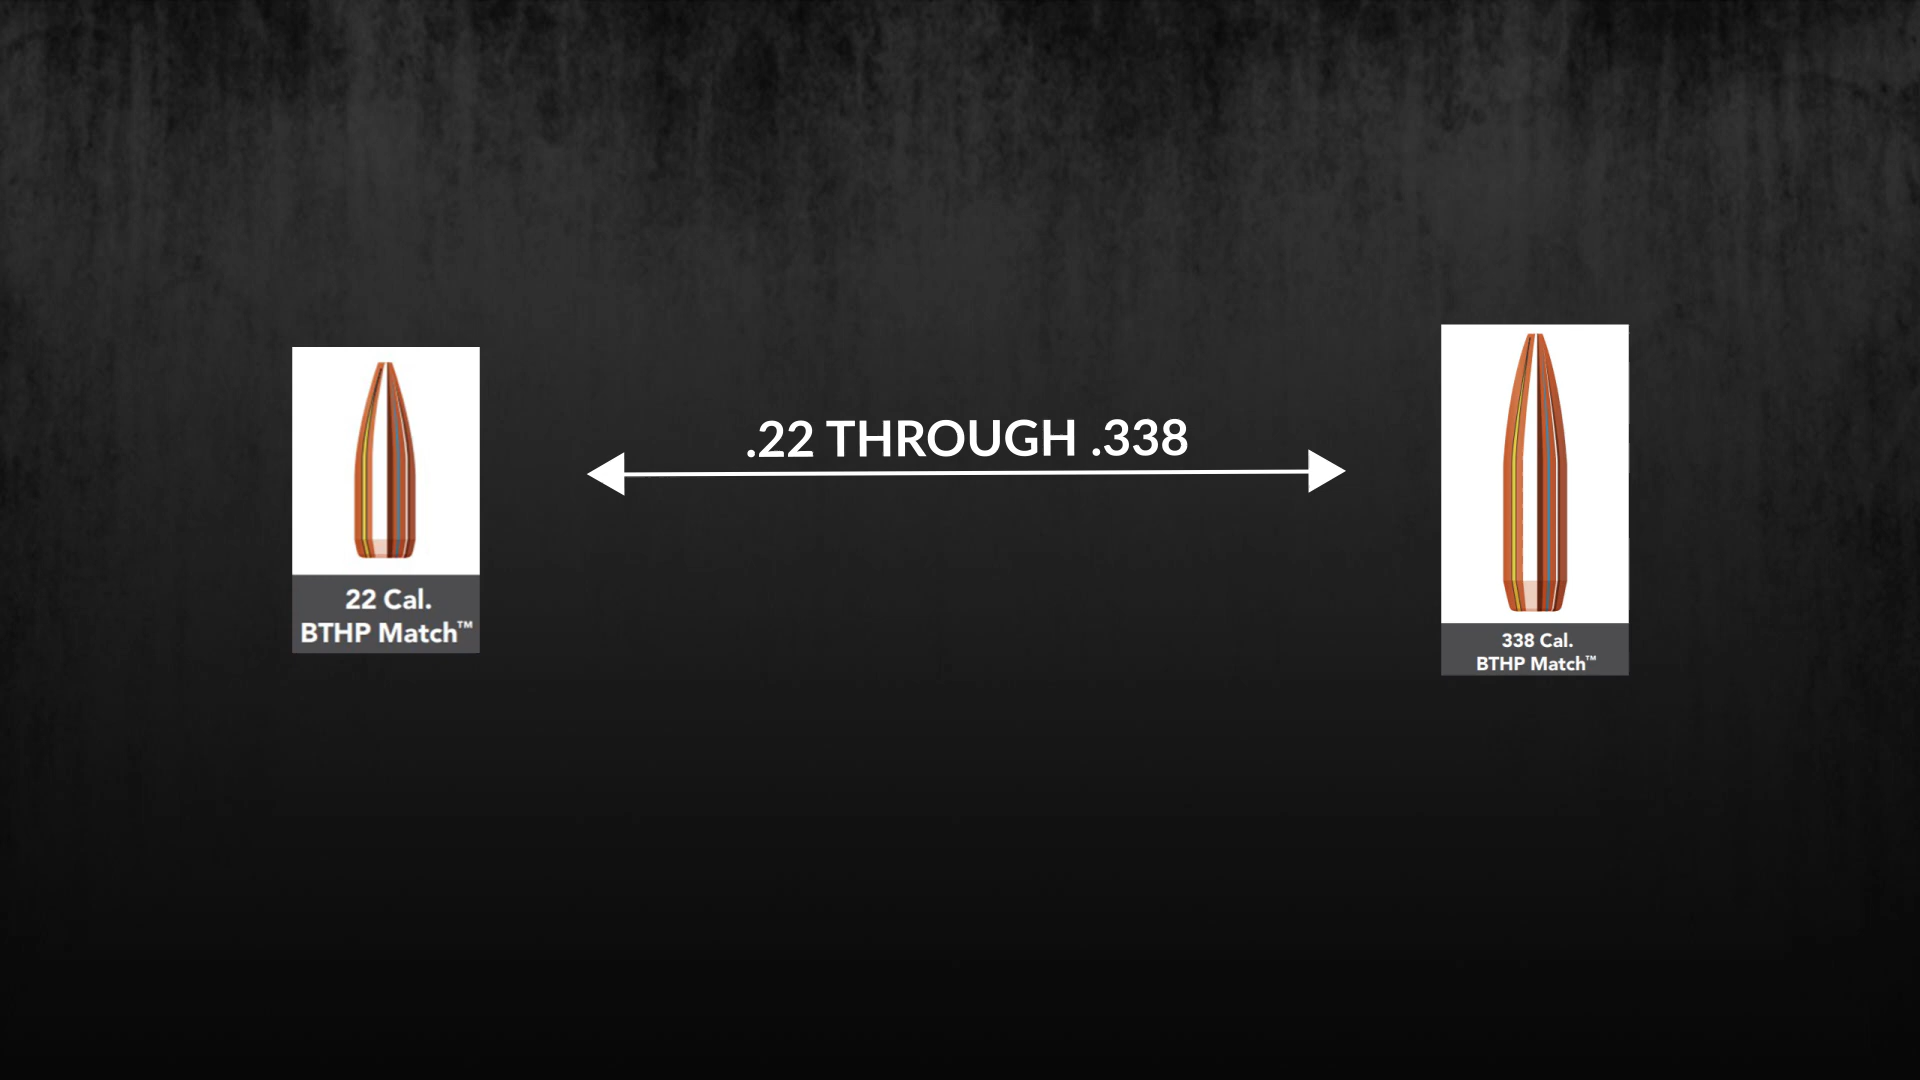 .22 THROUGH .338
22 Cal.
BTHP Match™
338 Cal.
BTHP Match™